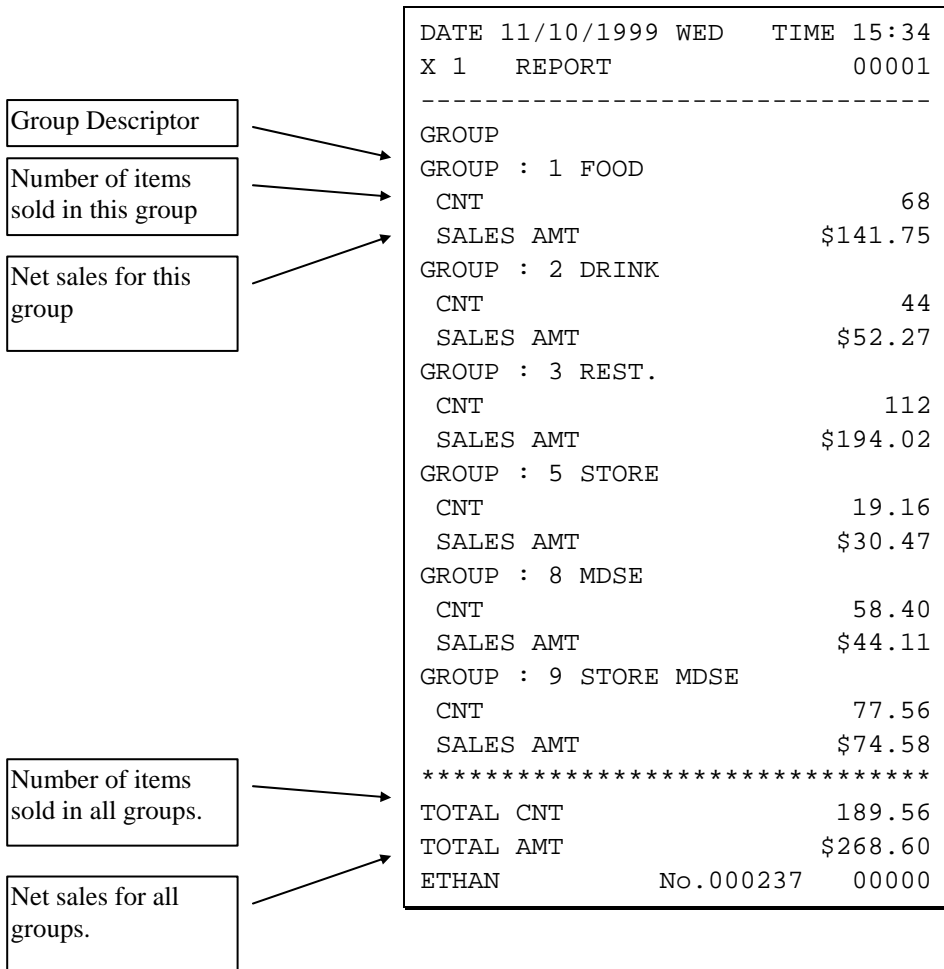 DATE 11/10/1999 WED TIME 15:34
X 1 REPORT 00001
--------------------------------
GROUP
GROUP : 1 FOOD
CNT 68
SALES AMT $141.75
GROUP : 2 DRINK
CNT 44
SALES AMT $52.27
GROUP : 3 REST.
CNT 112
SALES AMT $194.02
GROUP : 5 STORE
CNT 19.16
SALES AMT $30.47
GROUP : 8 MDSE
CNT 58.40
SALES AMT $44.11
GROUP : 9 STORE MDSE
CNT 77.56
SALES AMT $74.58
********************************
TOTAL CNT 189.56
TOTAL AMT $268.60
ETHAN No.000237 00000
Group Descriptor
Number of items
sold in this group
Net sales for this
group
Number of items
sold in all groups.
Net sales for all
groups.